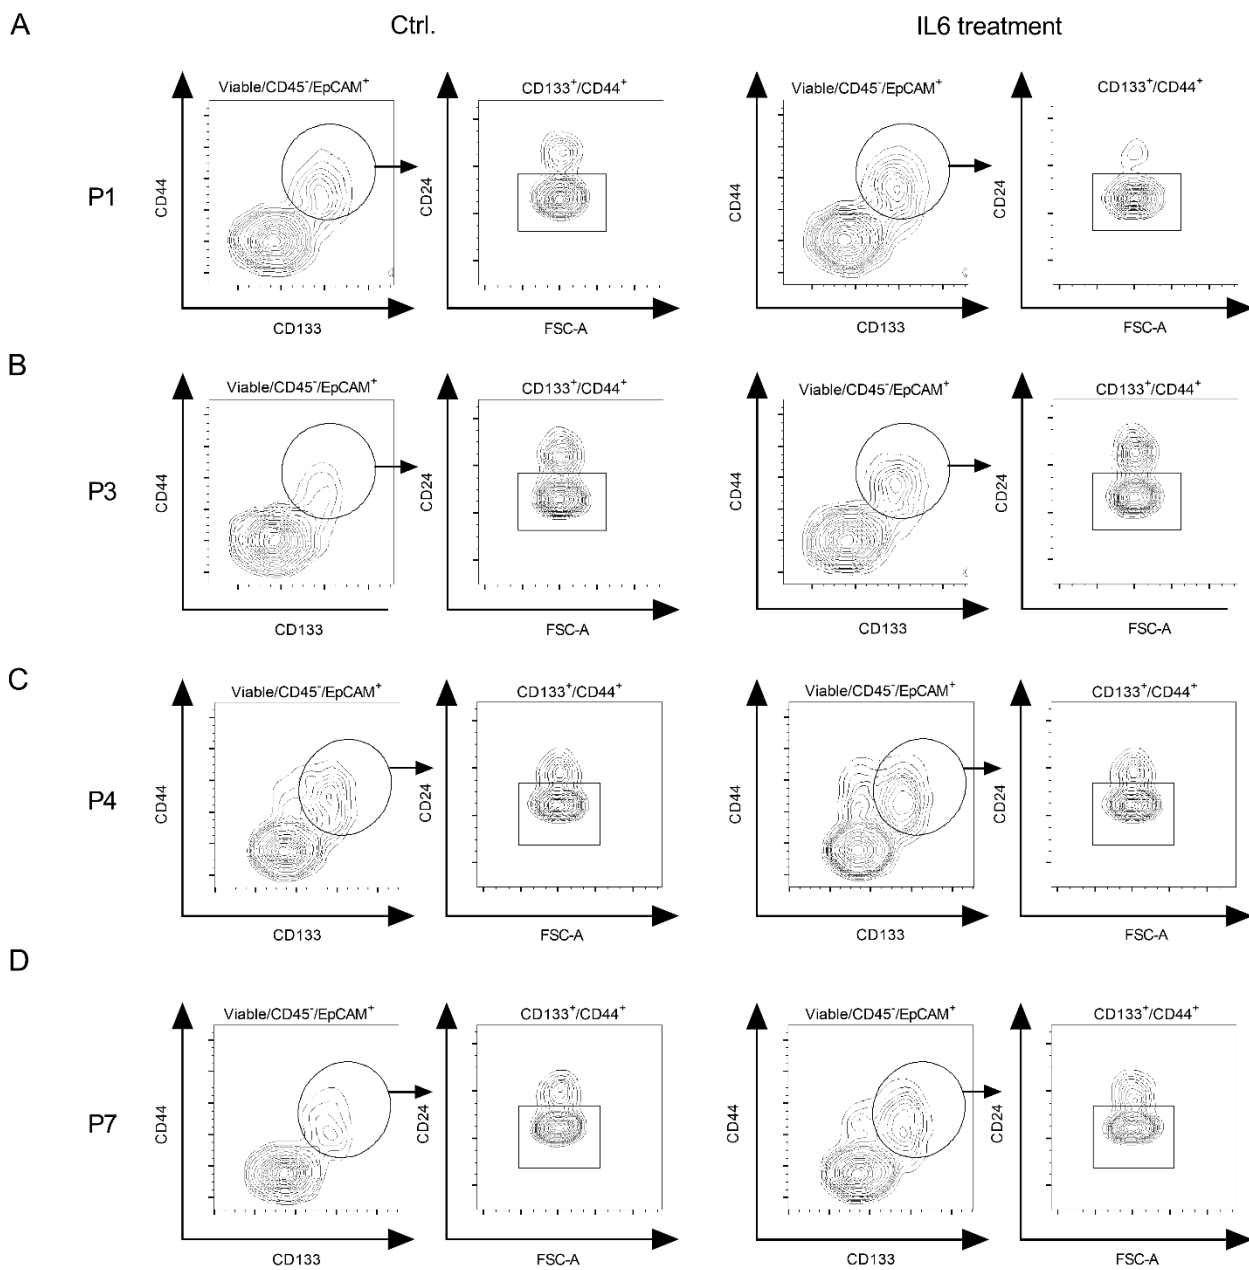 A
Ctrl.
IL6 treatment
Viable/CD45⁻/EpCAM⁺
CD133⁺/CD44⁺
Viable/CD45⁻/EpCAM⁺
CD133⁺/CD44⁺
P1
CD44
CD24
CD44
CD24
CD133
FSC-A
CD133
FSC-A
B
Viable/CD45⁻/EpCAM⁺
CD133⁺/CD44⁺
Viable/CD45⁻/EpCAM⁺
CD133⁺/CD44⁺
P3
CD44
CD24
CD44
CD24
CD133
FSC-A
CD133
FSC-A
C
Viable/CD45⁻/EpCAM⁺
CD133⁺/CD44⁺
Viable/CD45⁻/EpCAM⁺
CD133⁺/CD44⁺
P4
CD44
CD24
CD44
CD24
CD133
FSC-A
CD133
FSC-A
D
Viable/CD45⁻/EpCAM⁺
CD133⁺/CD44⁺
Viable/CD45⁻/EpCAM⁺
CD133⁺/CD44⁺
P7
CD44
CD24
CD44
CD24
CD133
FSC-A
CD133
FSC-A